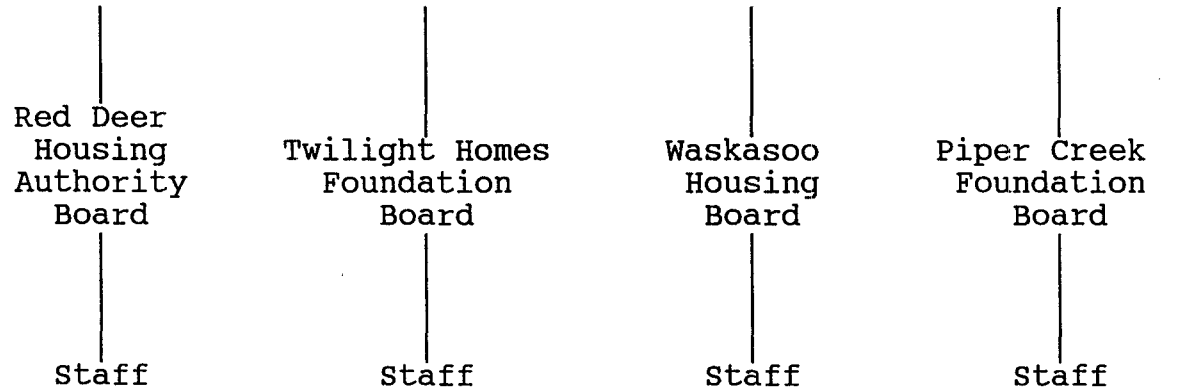 Red Deer
Housing
Authority
Board
Twilight Homes
Foundation
Board
Waskasoo
Housing
Board
Piper Creek
Foundation
Board
Staff
Staff
Staff
Staff